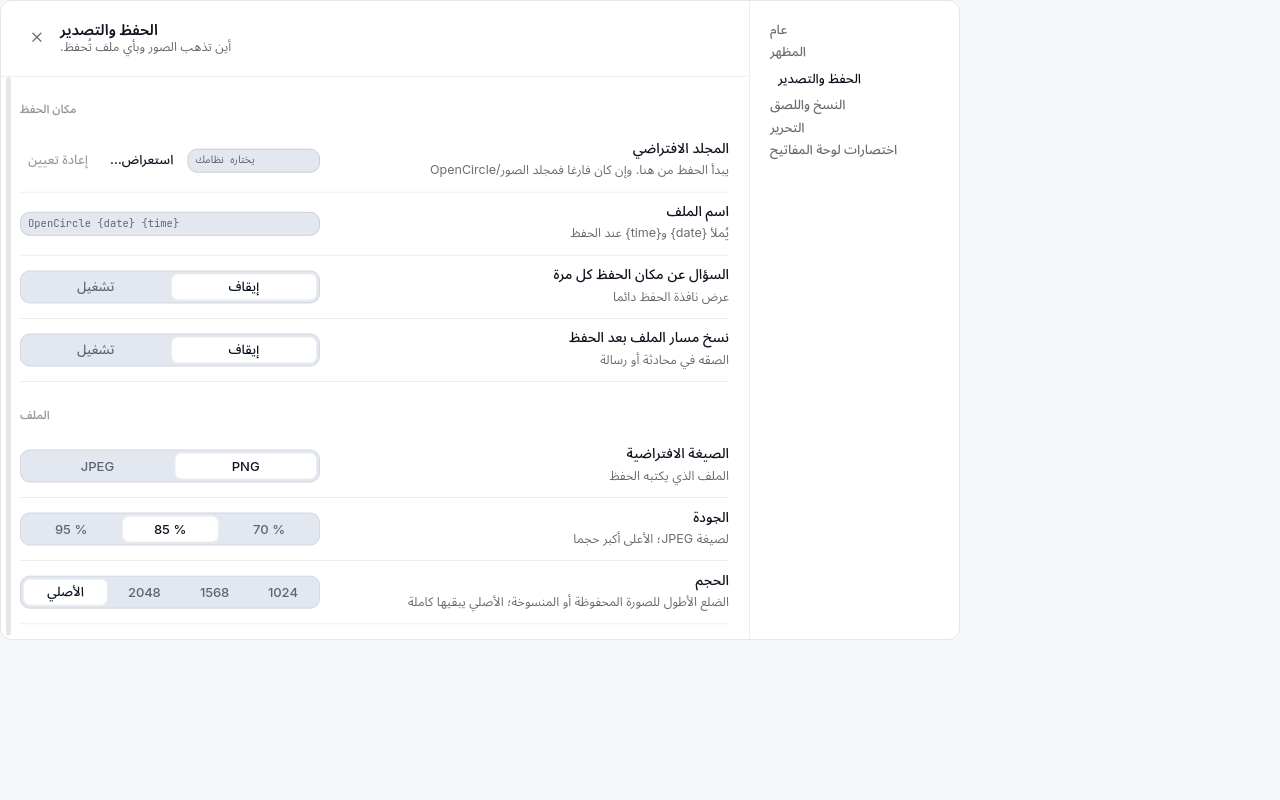 عام
المظهر
الحفظ والتصدير
النسخ واللصق
التحرير
اختصارات لوحة المفاتيح
الحفظ والتصدير
أين تذهب الصور وبأي ملف تُحفظ.
مكان الحفظ
المجلد الافتراضي
يبدأ الحفظ من هنا. وإن كان فارغا فمجلد الصور/OpenCircle
يختاره نظامك
استعراض...
إعادة تعيين
اسم الملف
يُملأ {date} و{time} عند الحفظ
OpenCircle {date} {time}
السؤال عن مكان الحفظ كل مرة
عرض نافذة الحفظ دائما
إيقاف
تشغيل
نسخ مسار الملف بعد الحفظ
الصقه في محادثة أو رسالة
إيقاف
تشغيل
الملف
الصيغة الافتراضية
الملف الذي يكتبه الحفظ
PNG
JPEG
الجودة
لصيغة JPEG؛ الأعلى أكبر حجما
70 %
85 %
95 %
الحجم
الضلع الأطول للصورة المحفوظة أو المنسوخة؛ الأصلي يبقيها كاملة
1024
1568
2048
الأصلي